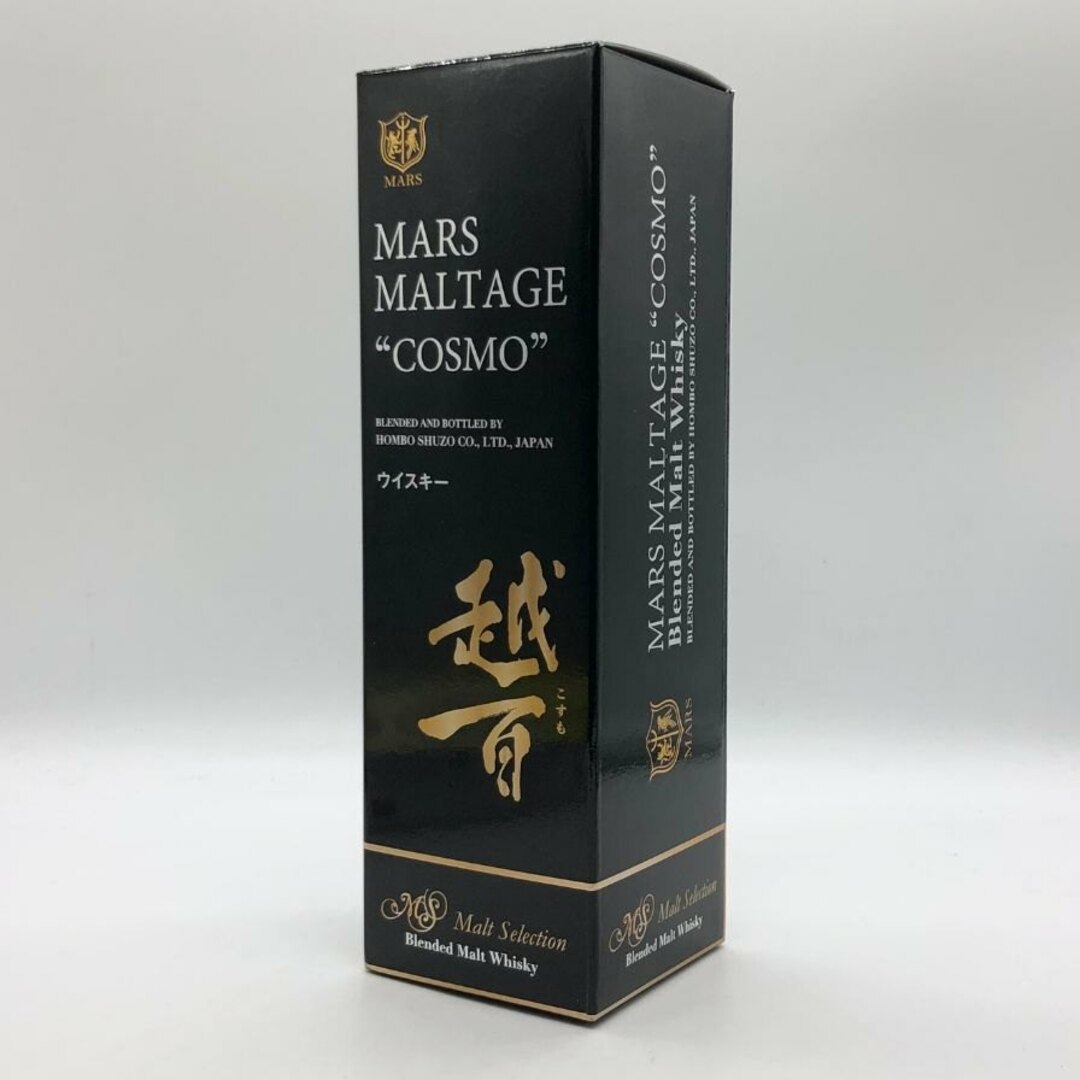 MARS
MARS
MALTAGE
“COSMO”
BLENDED AND BOTTLED BY
HOMBO SHUZO CO., LTD., JAPAN
ウイスキー
越百
こすも
MS Malt Selection
Blended Malt Whisky
MARS MALTAGE “COSMO”
Blended Malt Whisky
BLENDED AND BOTTLED BY HOMBO SHUZO CO., LTD., JAPAN
MARS
MS Malt Selection
Blended Malt Whisky